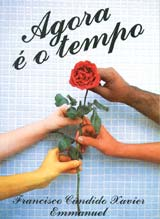 Agora
é o tempo
Francisco Cândido Xavier
Emmanuel